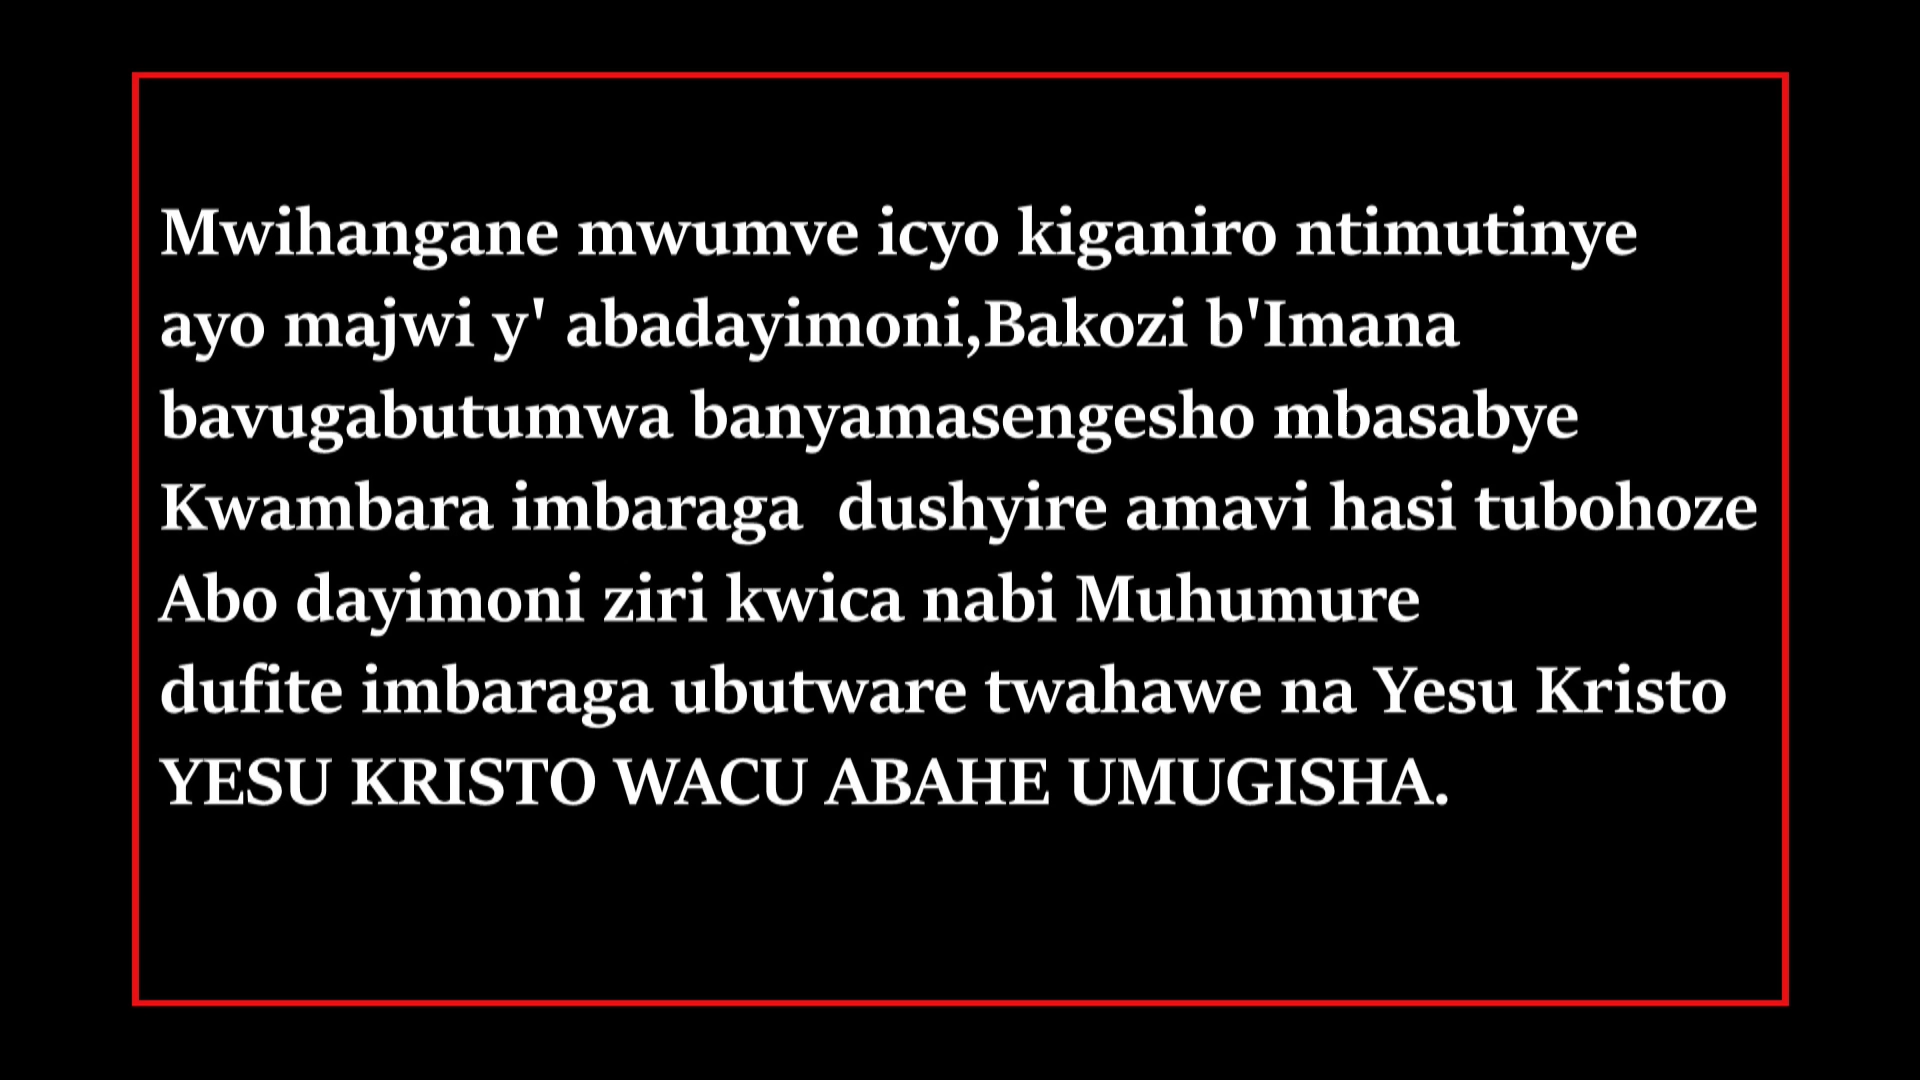 Mwihangane mwumve icyo kiganiro ntimutinye
ayo majwi y' abadayimoni,Bakozi b'Imana
bavugabutumwa banyamasengesho mbasabye
Kwambara imbaraga  dushyire amavi hasi tubohoze
Abo dayimoni ziri kwica nabi Muhumure
dufite imbaraga ubutware twahawe na Yesu Kristo
YESU KRISTO WACU ABAHE UMUGISHA.